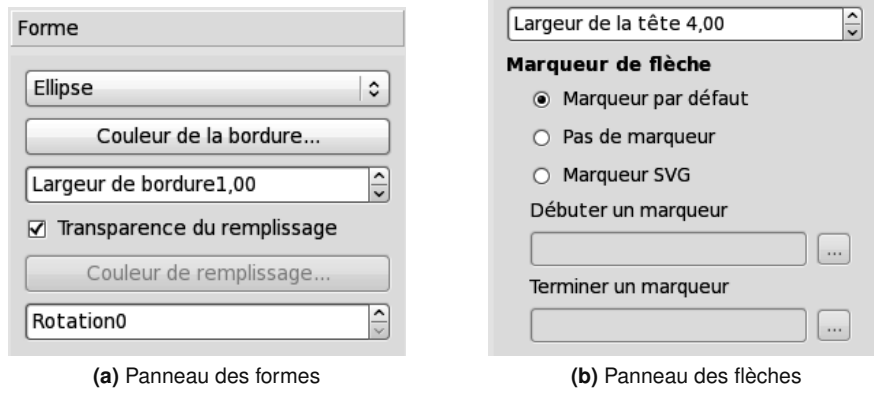 Forme
Ellipse
Couleur de la bordure...
Largeur de bordure1,00
Transparence du remplissage
Couleur de remplissage...
Rotation0
(a) Panneau des formes
Largeur de la tête 4,00
Marqueur de flèche
Marqueur par défaut
Pas de marqueur
Marqueur SVG
Débuter un marqueur
...
Terminer un marqueur
...
(b) Panneau des flèches